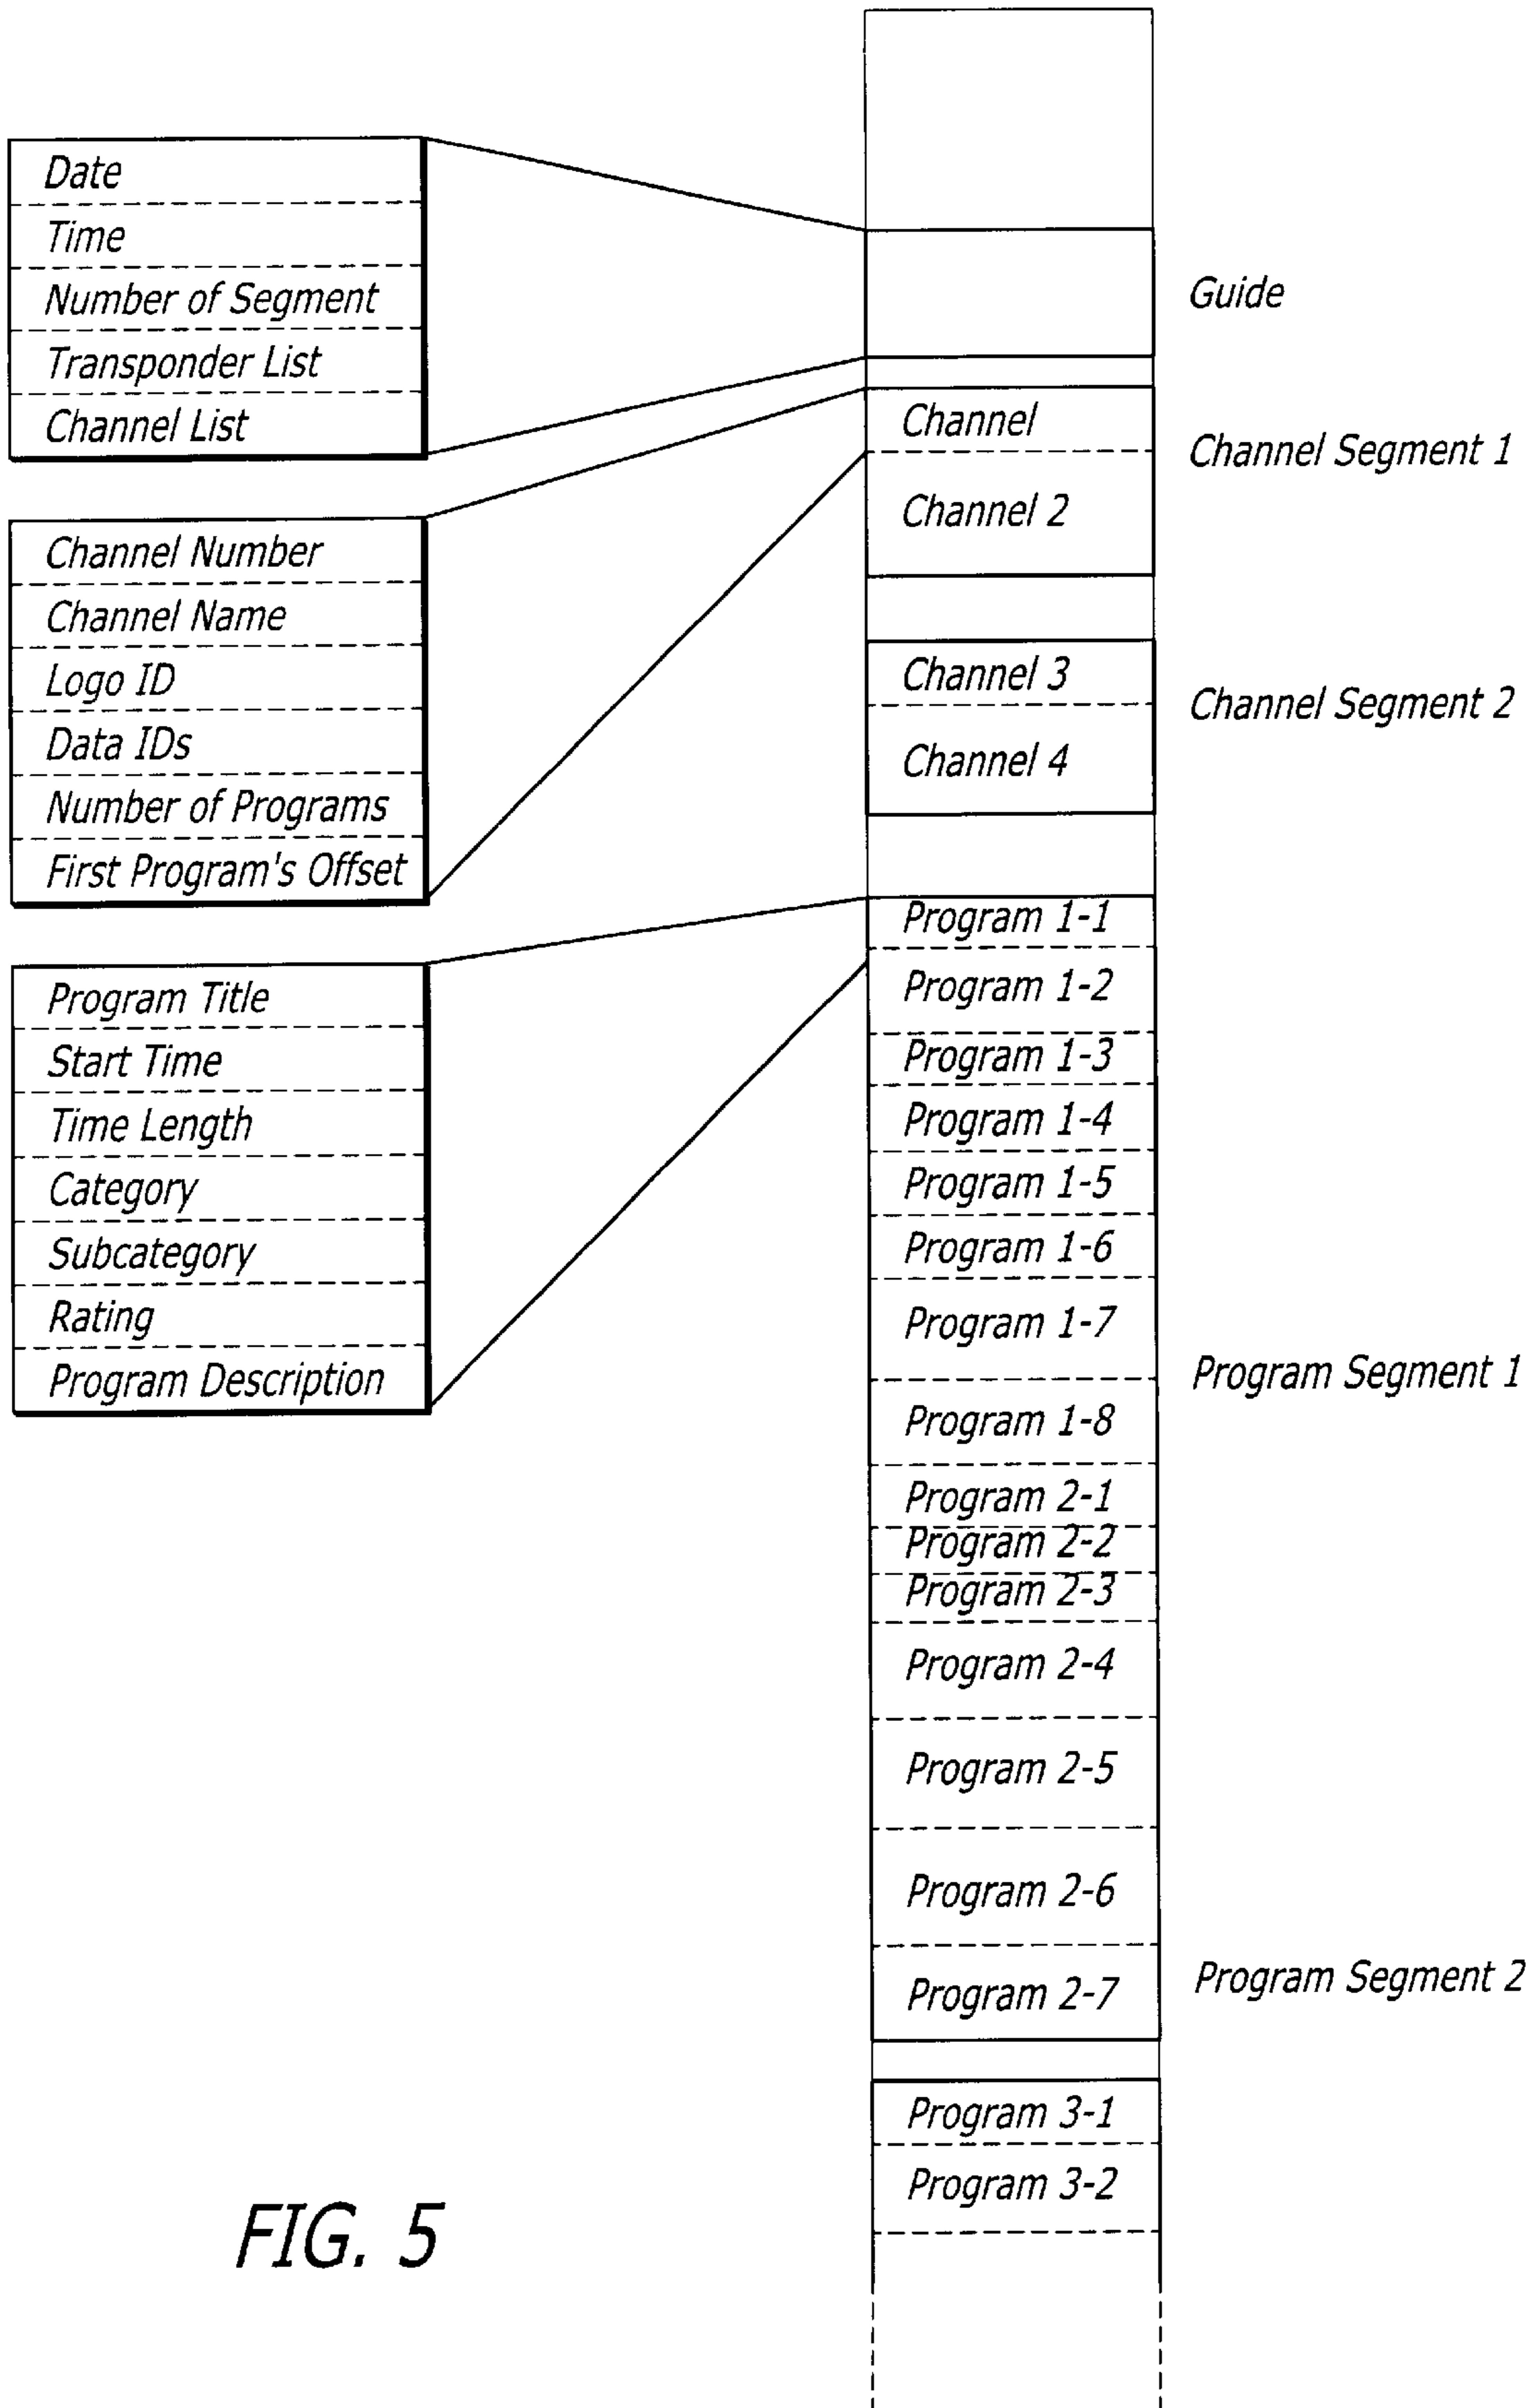 Date
Time
Number of Segment
Transponder List
Channel List
Channel Number
Channel Name
Logo ID
Data IDs
Number of Programs
First Program's Offset
Program Title
Start Time
Time Length
Category
Subcategory
Rating
Program Description
Guide
Channel
Channel 2
Channel Segment 1
Channel 3
Channel 4
Channel Segment 2
Program 1-1
Program 1-2
Program 1-3
Program 1-4
Program 1-5
Program 1-6
Program 1-7
Program 1-8
Program 2-1
Program 2-2
Program 2-3
Program 2-4
Program 2-5
Program 2-6
Program 2-7
Program Segment 1
Program 3-1
Program 3-2
Program Segment 2
FIG. 5